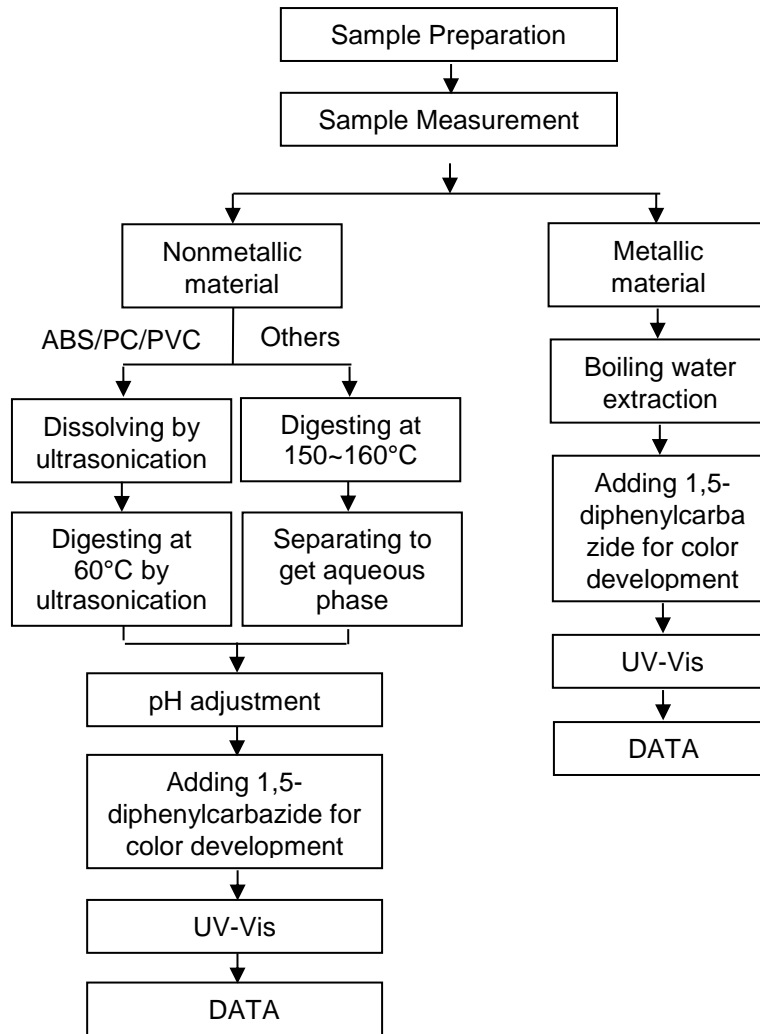 Sample Preparation
Sample Measurement
Nonmetallic
material
ABS/PC/PVC
Others
Dissolving by
ultrasonication
Digesting at
150~160°C
Digesting at
60°C by
ultrasonication
Separating to
get aqueous
phase
pH adjustment
Adding 1,5-
diphenylcarbazide for
color development
UV-Vis
DATA
Metallic
material
Boiling water
extraction
Adding 1,5-
diphenylcarba
zide for color
development
UV-Vis
DATA